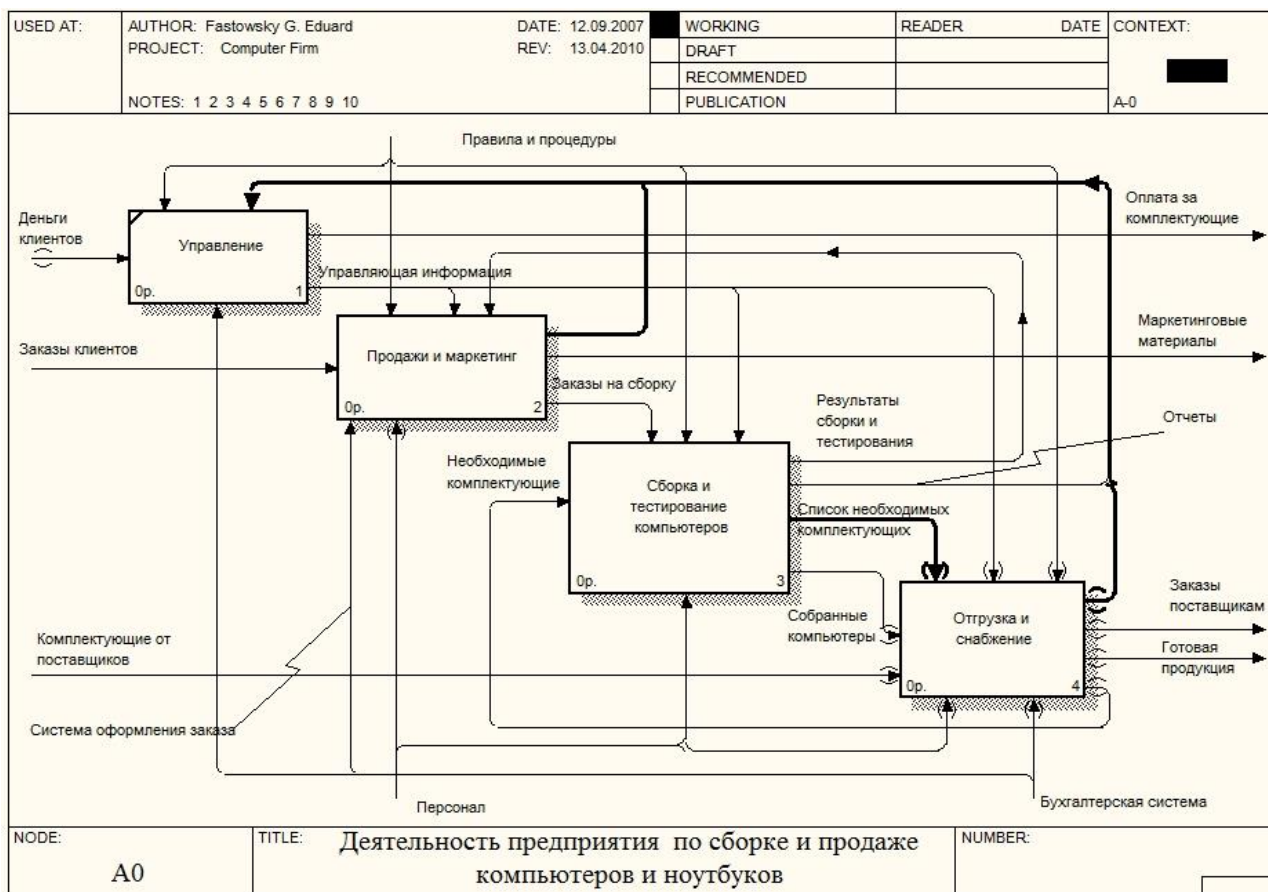 USED AT:
AUTHOR: Fastowsky G. Eduard
DATE: 12.09.2007
PROJECT: Computer Firm
REV: 13.04.2010
NOTES: 1 2 3 4 5 6 7 8 9 10
WORKING
DRAFT
RECOMMENDED
PUBLICATION
READER
DATE
CONTEXT:
A-0
Правила и процедуры
Деньги
клиентов
Управление
0р.
1
Оплата за
комплектующие
Управляющая информация
Заказы клиентов
Продажи и маркетинг
0р.
2
Маркетинговые
материалы
Заказы на сборку
Результаты
сборки и
тестирования
Отчеты
Необходимые
комплектующие
Сборка и
тестирование
компьютеров
0р.
3
Список необходимых
комплектующих
Собранные
компьютеры
Отгрузка и
снабжение
0р.
4
Заказы
поставщикам
Готовая
продукция
Комплектующие от
поставщиков
Система оформления заказа
Персонал
Бухгалтерская система
NODE:
A0
TITLE:
Деятельность предприятия по сборке и продаже
компьютеров и ноутбуков
NUMBER: